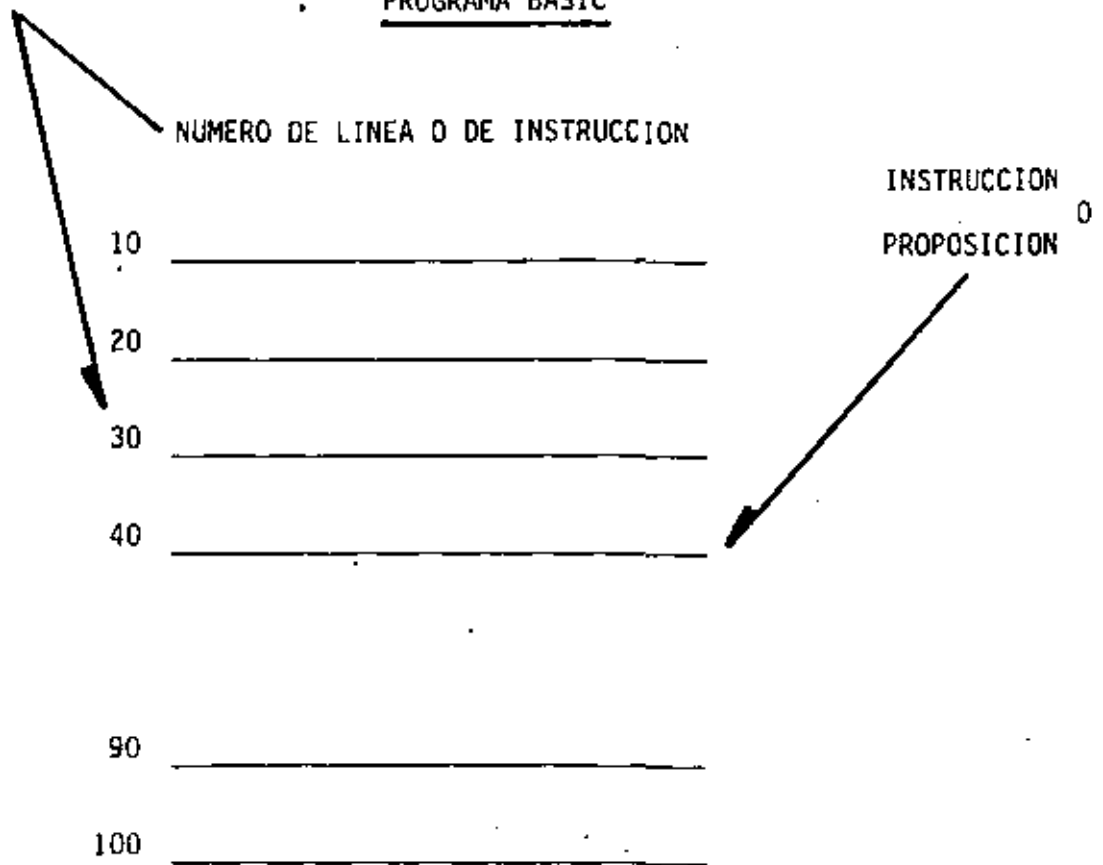 PROGRAMA BASIC
NUMERO DE LINEA O DE INSTRUCCION
INSTRUCCION
O
PROPOSICION
10
20
30
40
90
100